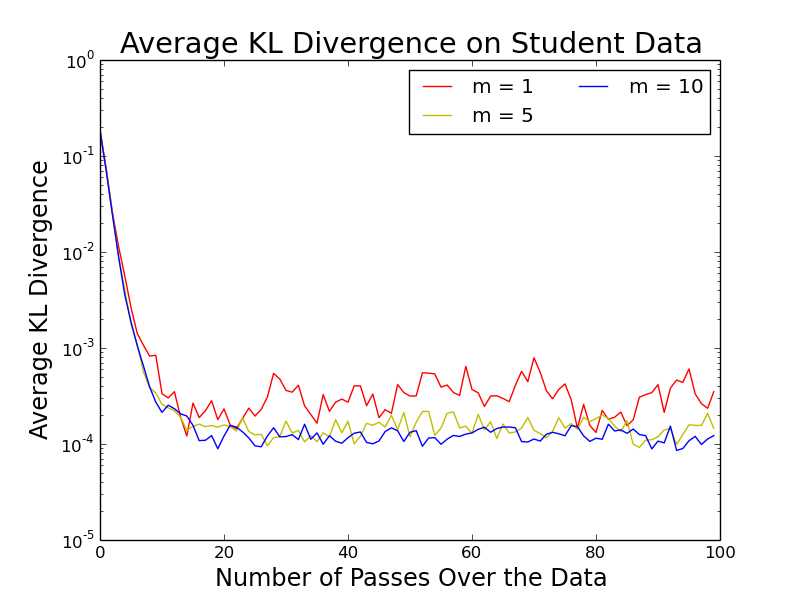 Average KL Divergence on Student Data
m = 1
m = 10
m = 5
Average KL Divergence
10^0
10^-1
10^-2
10^-3
10^-4
10^-5
0 20 40 60 80 100
Number of Passes Over the Data